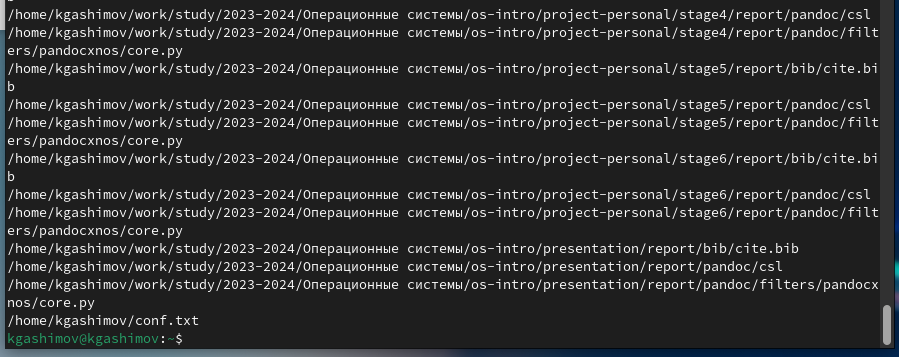 /home/kgashimov/work/study/2023-2024/Операционные системы/os-intro/project-personal/stage4/report/pandoc/csl
/home/kgashimov/work/study/2023-2024/Операционные системы/os-intro/project-personal/stage4/report/pandoc/filt
ers/pandocxnos/core.py
/home/kgashimov/work/study/2023-2024/Операционные системы/os-intro/project-personal/stage5/report/bib/cite.bi
b
/home/kgashimov/work/study/2023-2024/Операционные системы/os-intro/project-personal/stage5/report/pandoc/csl
/home/kgashimov/work/study/2023-2024/Операционные системы/os-intro/project-personal/stage5/report/pandoc/filt
ers/pandocxnos/core.py
/home/kgashimov/work/study/2023-2024/Операционные системы/os-intro/project-personal/stage6/report/bib/cite.bi
b
/home/kgashimov/work/study/2023-2024/Операционные системы/os-intro/project-personal/stage6/report/pandoc/csl
/home/kgashimov/work/study/2023-2024/Операционные системы/os-intro/project-personal/stage6/report/pandoc/filt
ers/pandocxnos/core.py
/home/kgashimov/work/study/2023-2024/Операционные системы/os-intro/presentation/report/bib/cite.bib
/home/kgashimov/work/study/2023-2024/Операционные системы/os-intro/presentation/report/pandoc/csl
/home/kgashimov/work/study/2023-2024/Операционные системы/os-intro/presentation/report/pandoc/filters/pandocx
nos/core.py
/home/kgashimov/conf.txt
kgashimov@kgashimov:~$